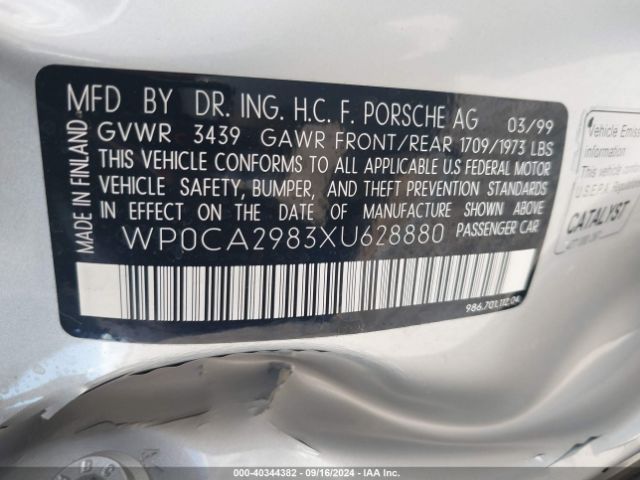 MADE IN FINLAND
MFD BY DR. ING. H.C. F. PORSCHE AG 03/99
GVWR 3439 GAWR FRONT/REAR 1709/1973 LBS
THIS VEHICLE CONFORMS TO ALL APPLICABLE U.S FEDERAL MOTOR
VEHICLE SAFETY, BUMPER, AND THEFT PREVENTION STANDARDS
IN EFFECT ON THE DATE OF MANUFACTURE SHOWN ABOVE.
WP0CA2983XU628880 PASSENGER CAR
986.701.112.04
Vehicle Emiss
information
This vehicle
U.S.E.P.A.
CATALYST
000-40344382 - 09/16/2024 - IAA Inc.